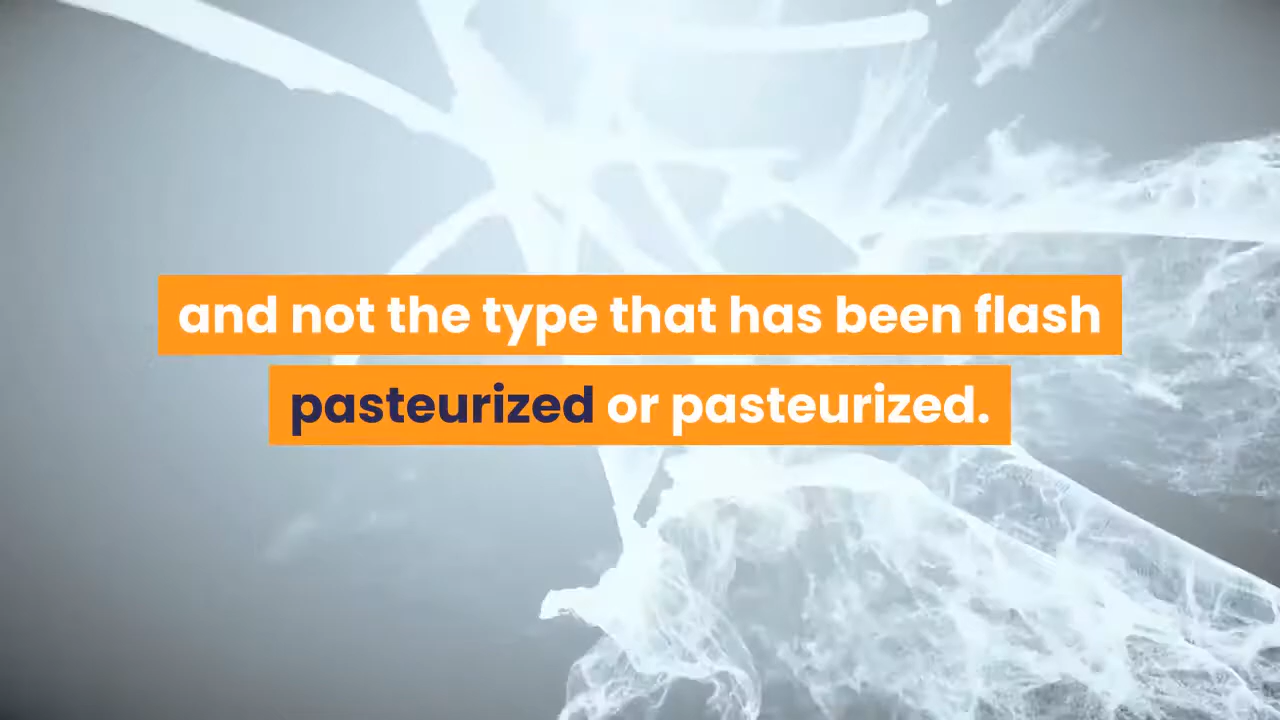 and not the type that has been flash
pasteurized or pasteurized.